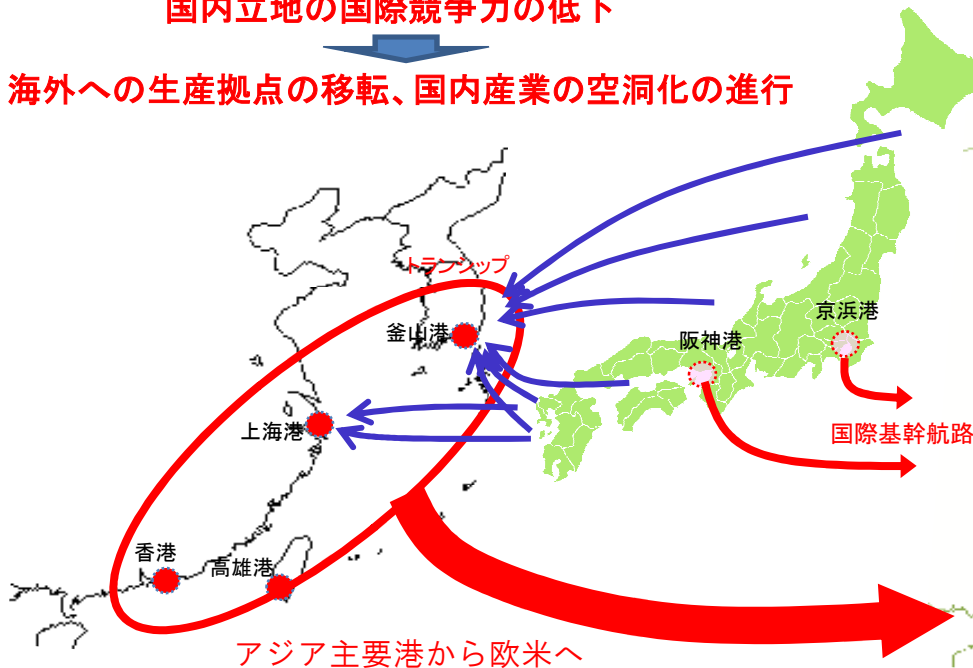 国内立地の国際競争力の低下
海外への生産拠点の移転、国内産業の空洞化の進行
トランシップ
京浜港
釜山港
阪神港
上海港
国際基幹航路
香港
高雄港
アジア主要港から欧米へ